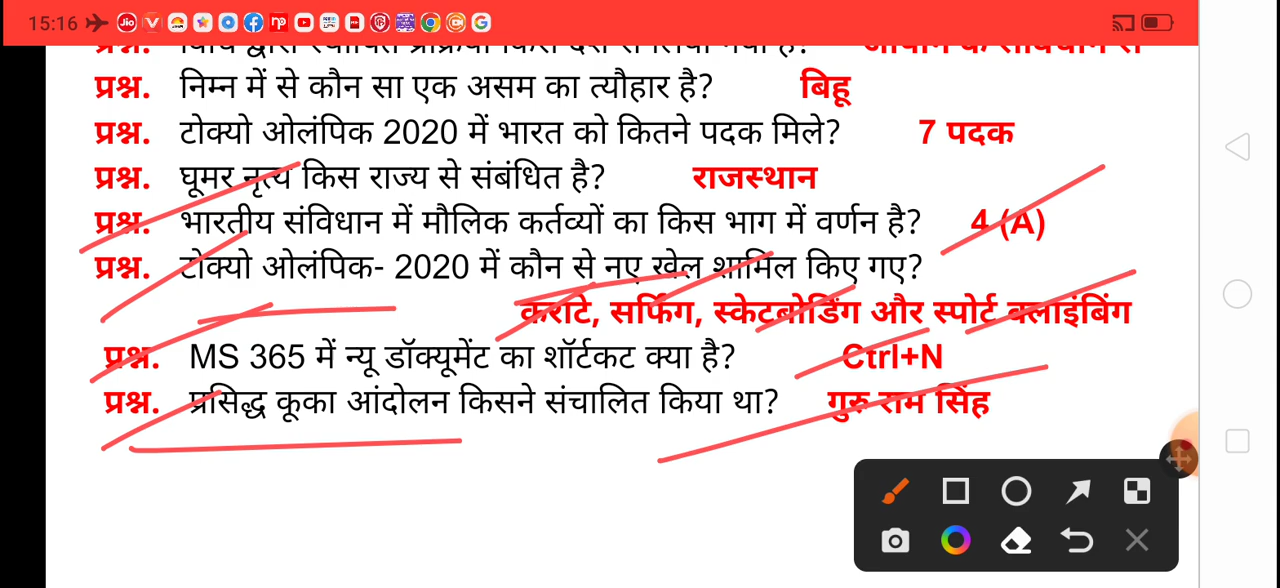 15:16
प्रश्न. निम्न में से कौन सा एक असम का त्यौहार है? बिहू
प्रश्न. टोक्यो ओलंपिक 2020 में भारत को कितने पदक मिले? 7 पदक
प्रश्न. घूमर नृत्य किस राज्य से संबंधित है? राजस्थान
प्रश्न. भारतीय संविधान में मौलिक कर्तव्यों का किस भाग में वर्णन है? 4 (A)
प्रश्न. टोक्यो ओलंपिक- 2020 में कौन से नए खेल शामिल किए गए?
कराटे, सर्फिंग, स्केटबोर्डिंग और स्पोर्ट क्लाइंबिंग
प्रश्न. MS 365 में न्यू डॉक्यूमेंट का शॉर्टकट क्या है? Ctrl+N
प्रश्न. प्रसिद्ध कूका आंदोलन किसने संचालित किया था? गुरु राम सिंह